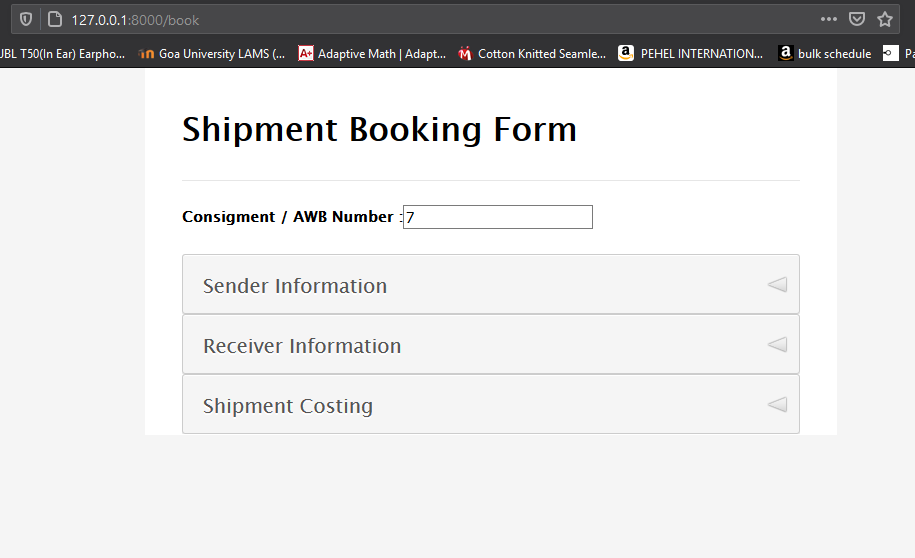 127.0.0.1:8000/book
JBL T50(In Ear) Earpho... Goa University LAMS (... A+ Adaptive Math | Adapt... Cotton Knitted Seamle... a PEHEL INTERNATION... a bulk schedule Pa
Shipment Booking Form
Consigment / AWB Number :7
Sender Information
Receiver Information
Shipment Costing